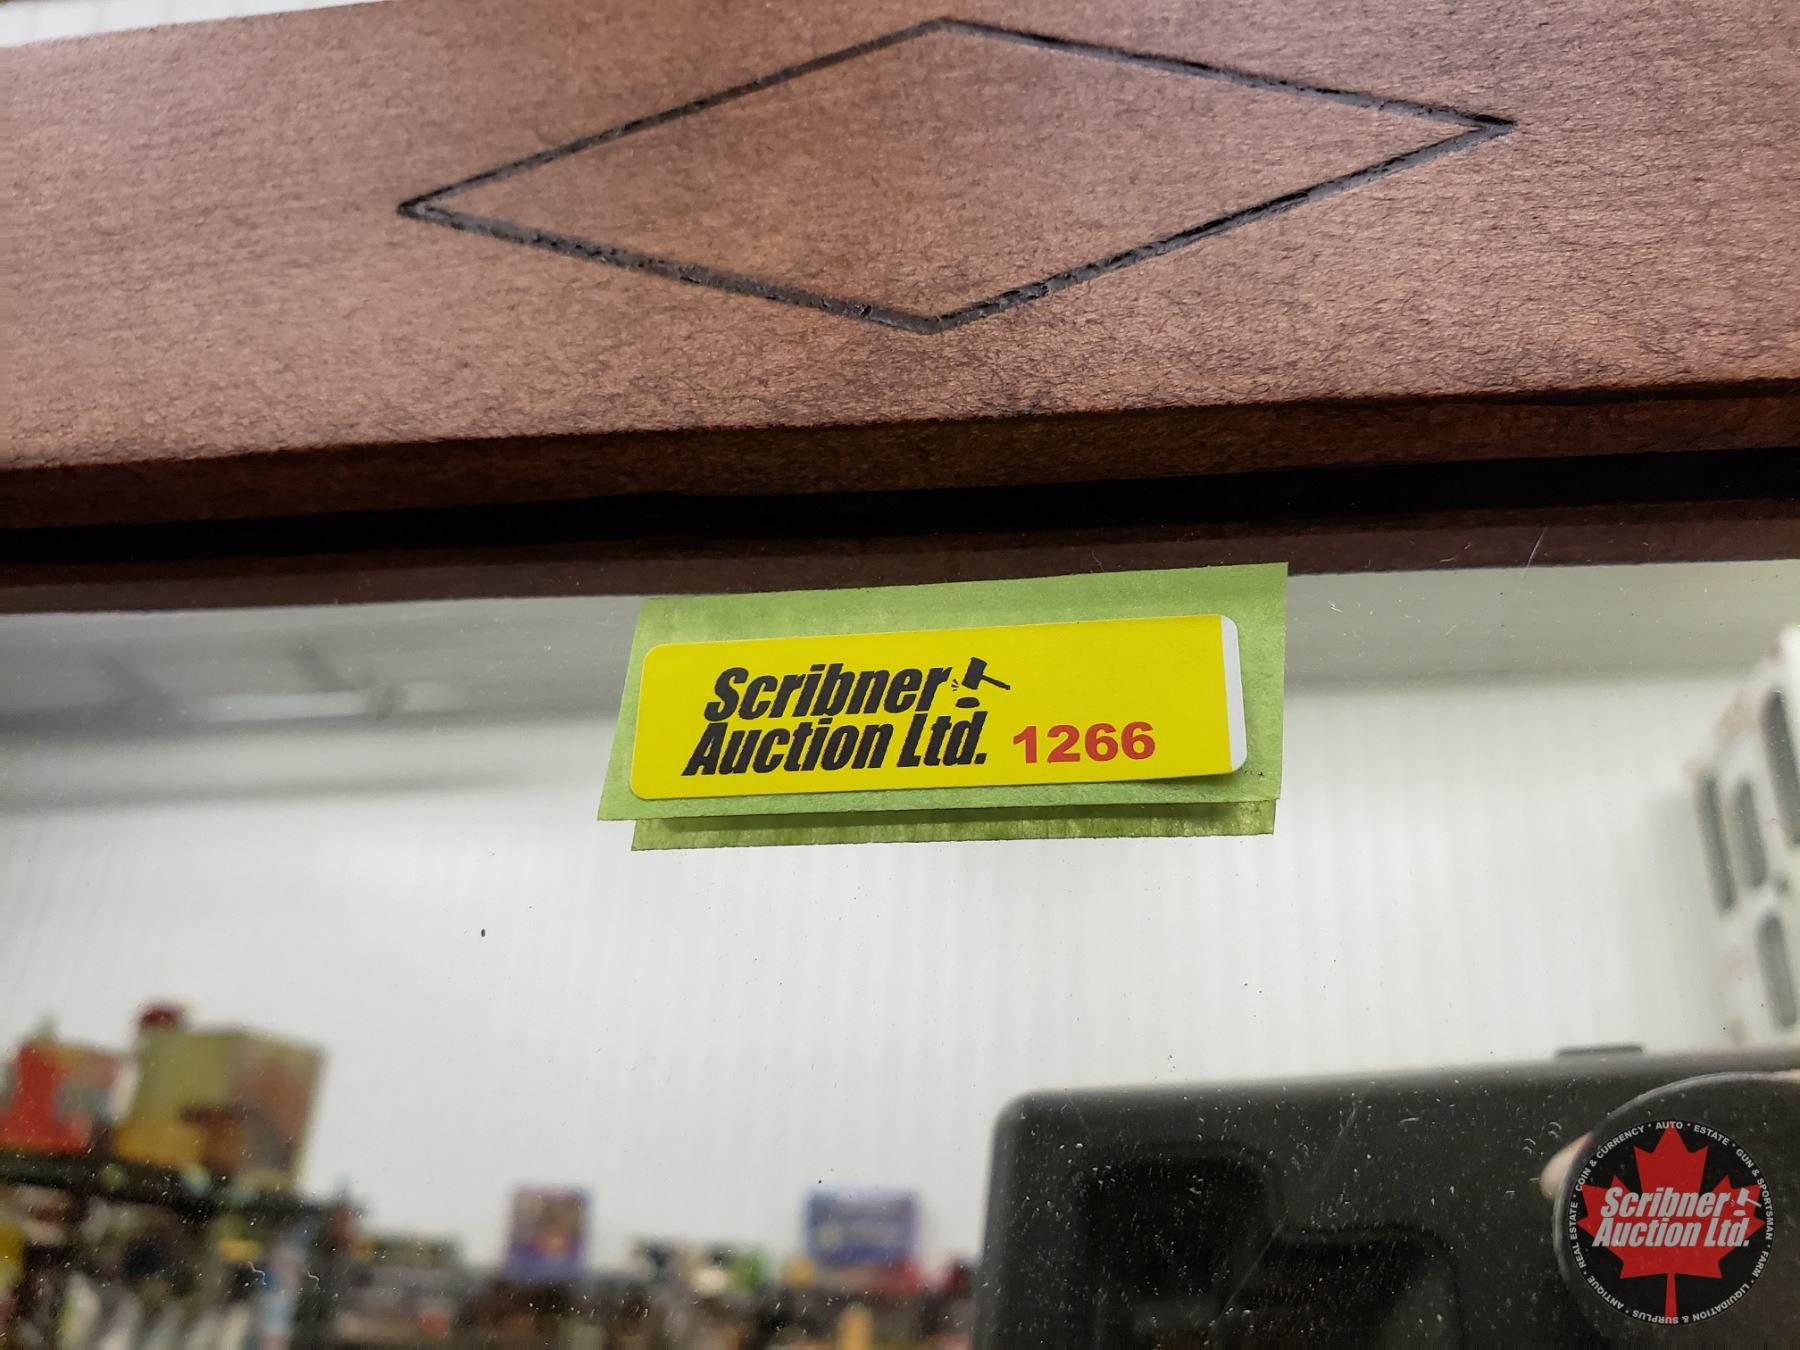 Scribner
Auction Ltd. 1266
COIN & CURRENCY • AUTO • ESTATE • GUN & SPORTSMAN • FARM • LIQUIDATION & SURPLUS • ANTIQUE • REAL ESTATE •
Scribner
Auction Ltd.